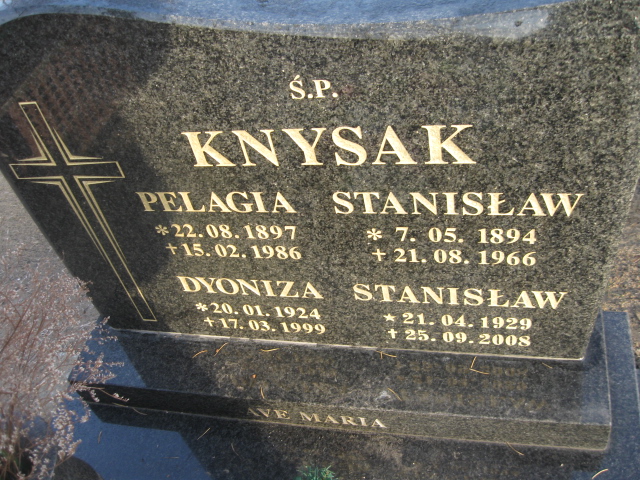 Ś.P.
KNYSAK
PELAGIA STANISŁAW
*22.08.1897 * 7.05.1894
+15.02.1986 +21.08.1966
DYONIZA STANISŁAW
*20.01.1924 *21.04.1929
+17.03.1999 +25.09.2008
AVE MARIA